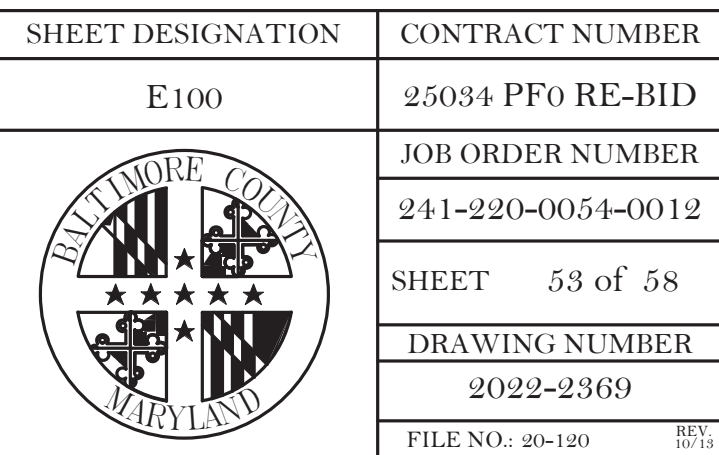 SHEET DESIGNATION
E100
BALTIMORE COUNTY
MARYLAND
CONTRACT NUMBER
25034 PF0 RE-BID
JOB ORDER NUMBER
241-220-0054-0012
SHEET 53 of 58
DRAWING NUMBER
2022-2369
FILE NO.: 20-120
REV.
10/13